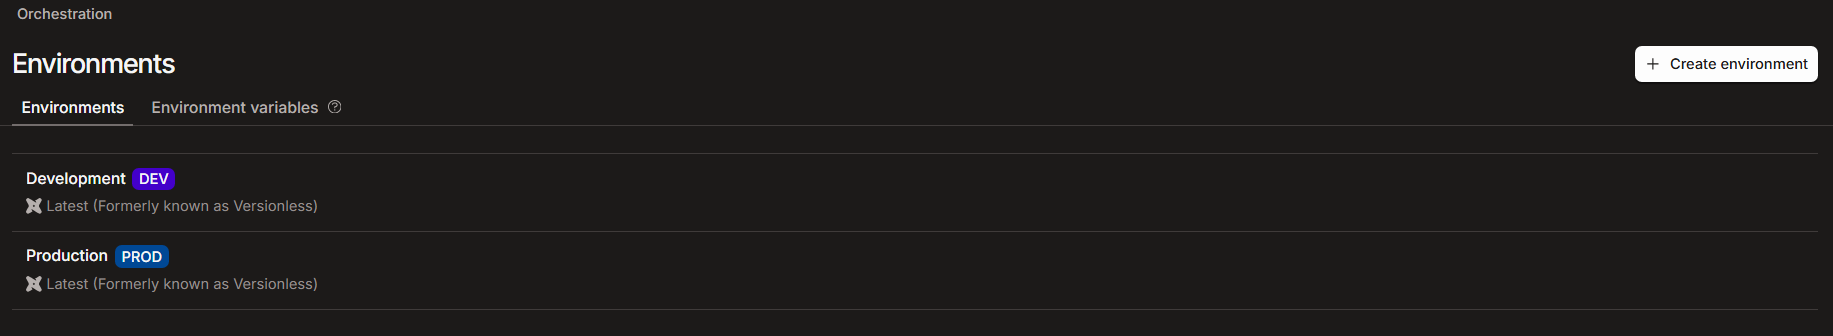 Orchestration
Environments
+ Create environment
Environments Environment variables ?
Development DEV
Latest (Formerly known as Versionless)
Production PROD
Latest (Formerly known as Versionless)